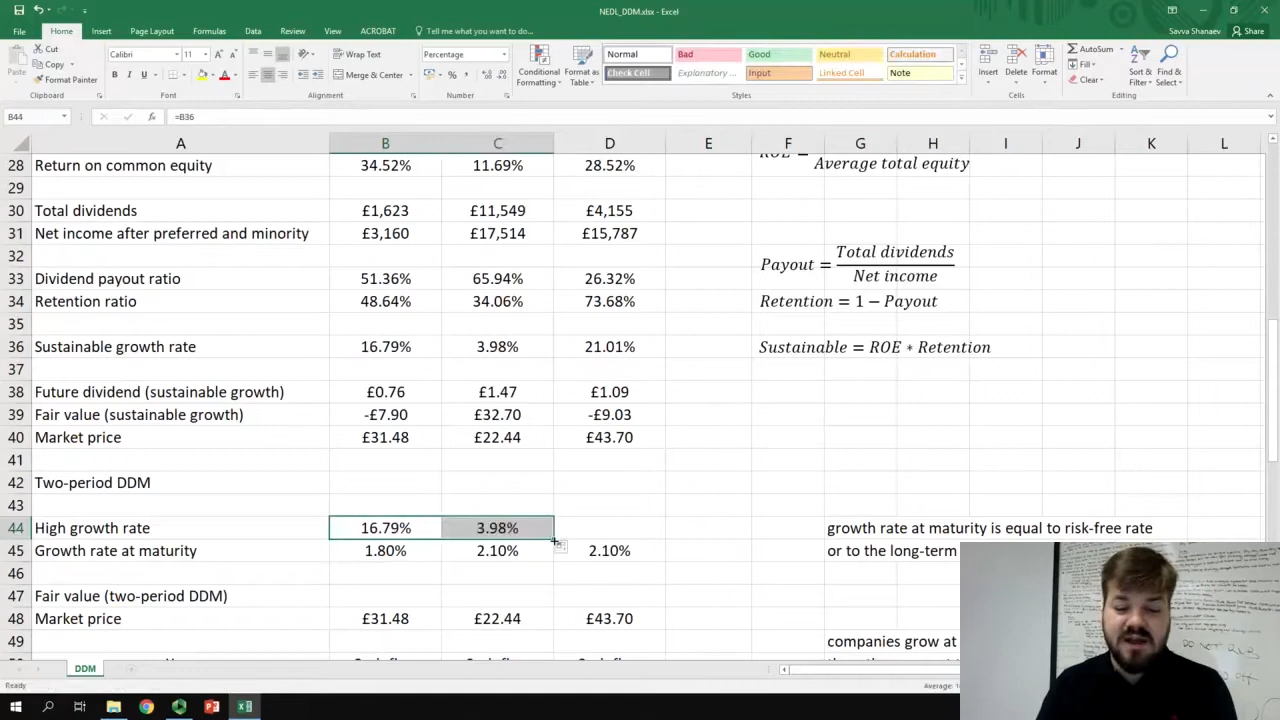 NEDL_DDM.xlsx - Excel
Savva Shanaev
Share
File Home Insert Page Layout Formulas Data Review View ACROBAT Tell me what you want to do...
Cut
Copy
Format Painter
Paste
Clipboard
Calibri 11
Font
Wrap Text
Merge & Center
Alignment
Percentage
Number
Conditional Formatting
Format as Table
Normal Bad Good Neutral Calculation
Check Cell Explanatory ... Input Linked Cell Note
Styles
Insert Delete Format
Cells
AutoSum
Fill
Clear
Sort & Filter
Find & Select
Editing
B44 =B36
A B C D E F G H I J K L
28 Return on common equity 34.52% 11.69% 28.52%
ROE = Average total equity
29
30 Total dividends £1,623 £11,549 £4,155
31 Net income after preferred and minority £3,160 £17,514 £15,787
32
Payout = Total dividends / Net income
33 Dividend payout ratio 51.36% 65.94% 26.32%
34 Retention ratio 48.64% 34.06% 73.68% Retention = 1 − Payout
35
36 Sustainable growth rate 16.79% 3.98% 21.01% Sustainable = ROE ∗ Retention
37
38 Future dividend (sustainable growth) £0.76 £1.47 £1.09
39 Fair value (sustainable growth) -£7.90 £32.70 -£9.03
40 Market price £31.48 £22.44 £43.70
41
42 Two-period DDM
43
44 High growth rate 16.79% 3.98% growth rate at maturity is equal to risk-free rate
45 Growth rate at maturity 1.80% 2.10% 2.10% or to the long-term
46
47 Fair value (two-period DDM)
48 Market price £31.48 £22.44 £43.70
49 companies grow at
DDM
Ready